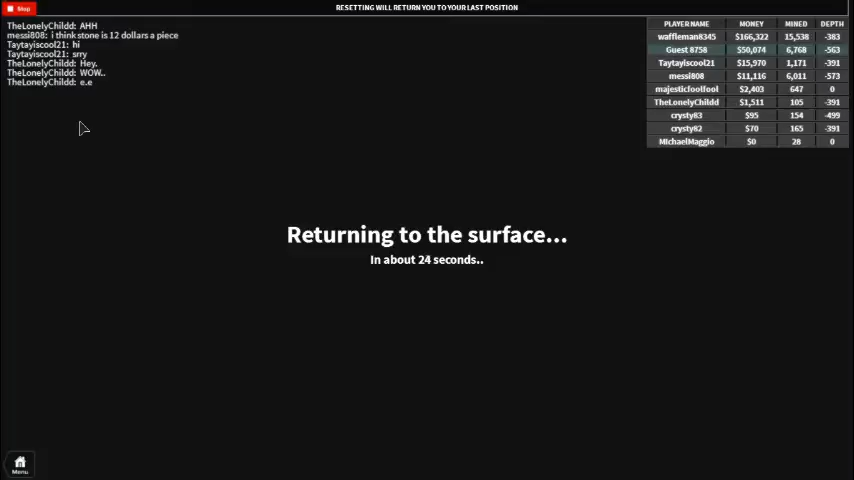 Stop
RESETTING WILL RETURN YOU TO YOUR LAST POSITION
TheLonelyChildd: AHH
messi808: i think stone is 12 dollars a piece
Taytayiscool21: hi
Taytayiscool21: srry
TheLonelyChildd: Hey.
TheLonelyChildd: WOW..
TheLonelyChildd: e.e
PLAYER NAME MONEY MINED DEPTH
waffleman8345 $166,322 15,538 -383
Guest 8758 $50,074 6,768 -563
Taytayiscool21 $15,970 1,171 -391
messi808 $11,116 6,011 -573
majesticfoolfool $2,403 647 0
TheLonelyChildd $1,511 105 -391
crysty83 $95 154 -499
crysty82 $70 165 -391
MIchaelMaggio $0 28 0
Returning to the surface...
In about 24 seconds..
Menu